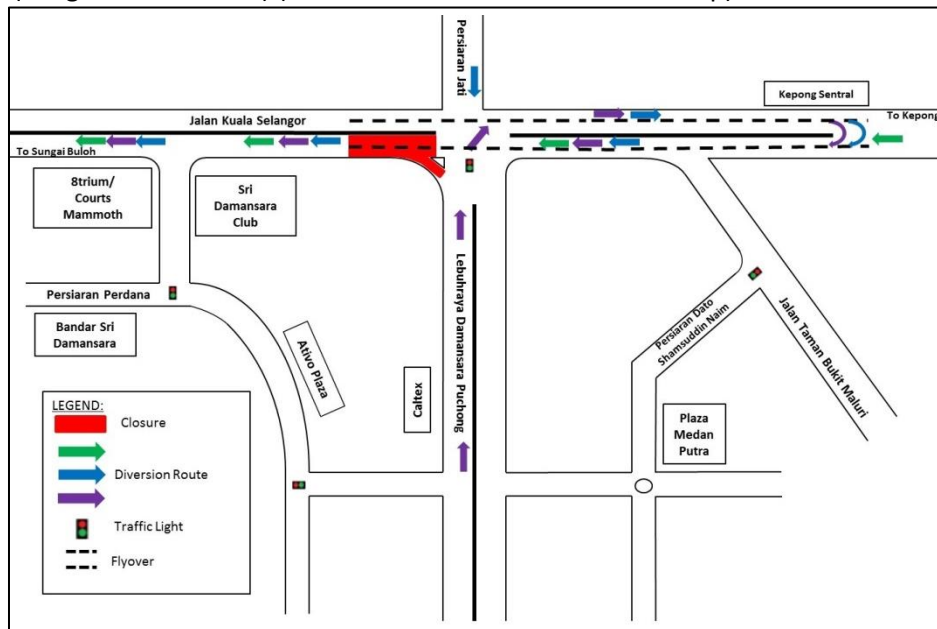 Persiaran Jati
Kepong Sentral
To Kepong
Jalan Kuala Selangor
To Sungai Buloh
8trium/
Courts
Mammoth
Sri
Damansara
Club
Persiaran Perdana
Bandar Sri
Damansara
Ativo Plaza
Caltex
Lebuhraya Damansara Puchong
Persiaran Dato
Shamsuddin Naim
Jalan Taman Bukit Maluri
Plaza
Medan
Putra
LEGEND:
Closure
Diversion Route
Traffic Light
Flyover